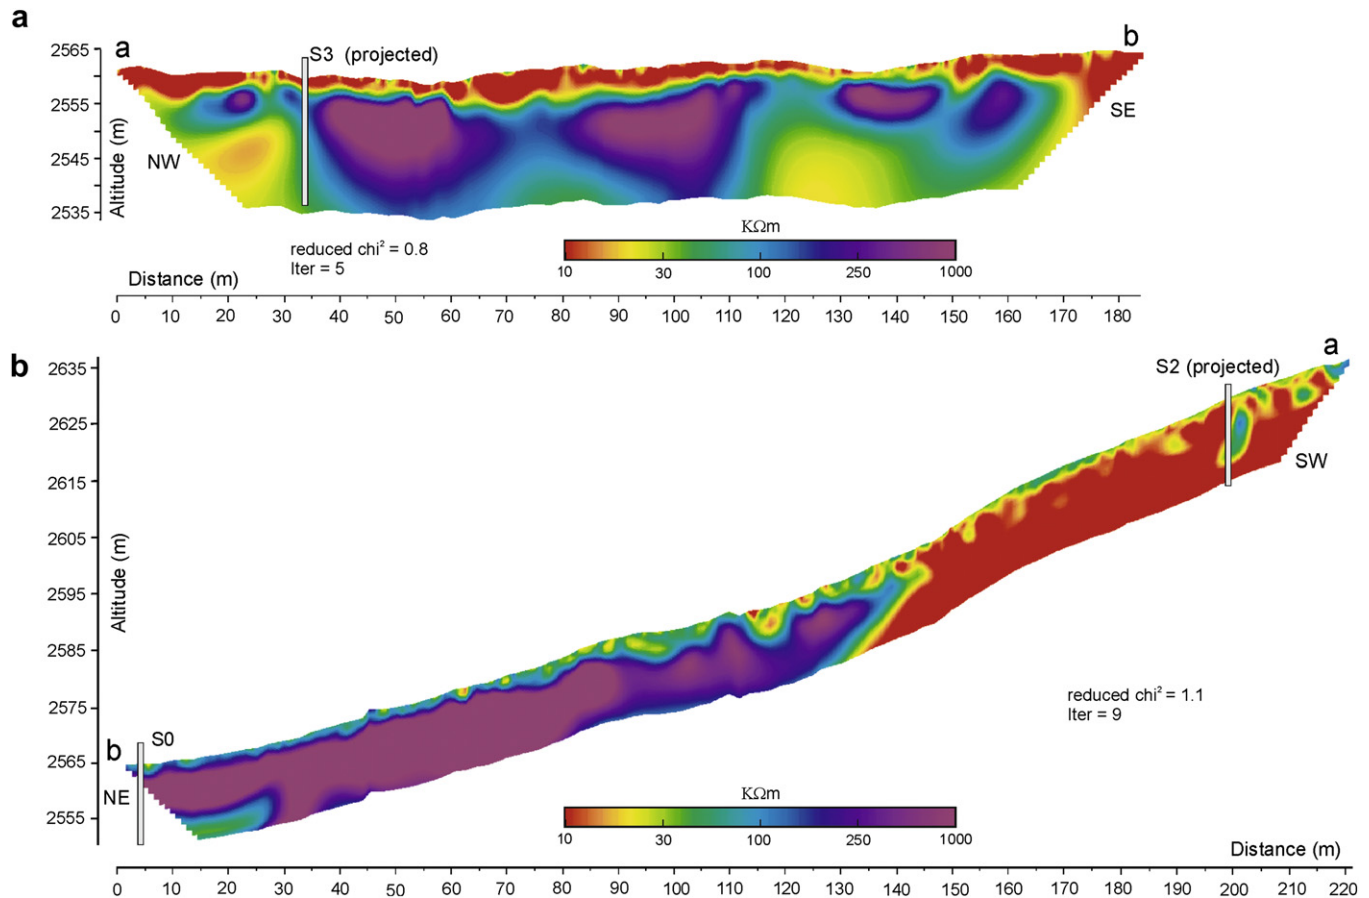 a
a
S3 (projected)
b
2565
2555
2545
2535
Altitude (m)
NW
SE
KΩm
10 30 100 250 1000
reduced chi² = 0.8
Iter = 5
Distance (m)
0 10 20 30 40 50 60 70 80 90 100 110 120 130 140 150 160 170 180
b
a
S2 (projected)
2635
2625
2615
2605
2595
2585
2575
2565
2555
Altitude (m)
SW
reduced chi² = 1.1
Iter = 9
b
S0
NE
KΩm
10 30 100 250 1000
Distance (m)
0 10 20 30 40 50 60 70 80 90 100 110 120 130 140 150 160 170 180 190 200 210 220